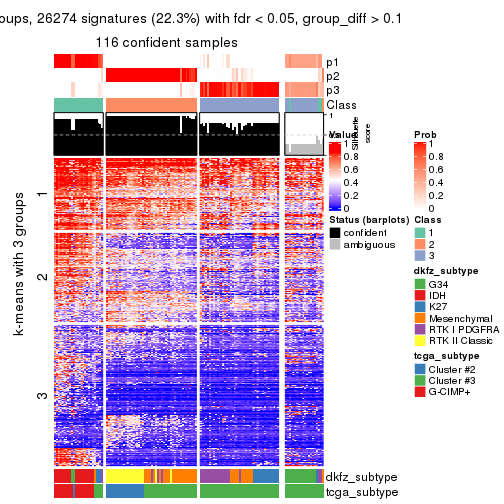 oups, 26274 signatures (22.3%) with fdr < 0.05, group_diff > 0.1
116 confident samples
p1
p2
p3
Class
1
Silhouette score
k-means with 3 groups
1
2
3
dkfz_subtype
tcga_subtype
Value
1
0.8
0.6
0.4
0.2
0
Status (barplots)
confident
ambiguous
Prob
1
0.8
0.6
0.4
0.2
0
Class
1
2
3
dkfz_subtype
G34
IDH
K27
Mesenchymal
RTK I PDGFRA
RTK II Classic
tcga_subtype
Cluster #2
Cluster #3
G-CIMP+